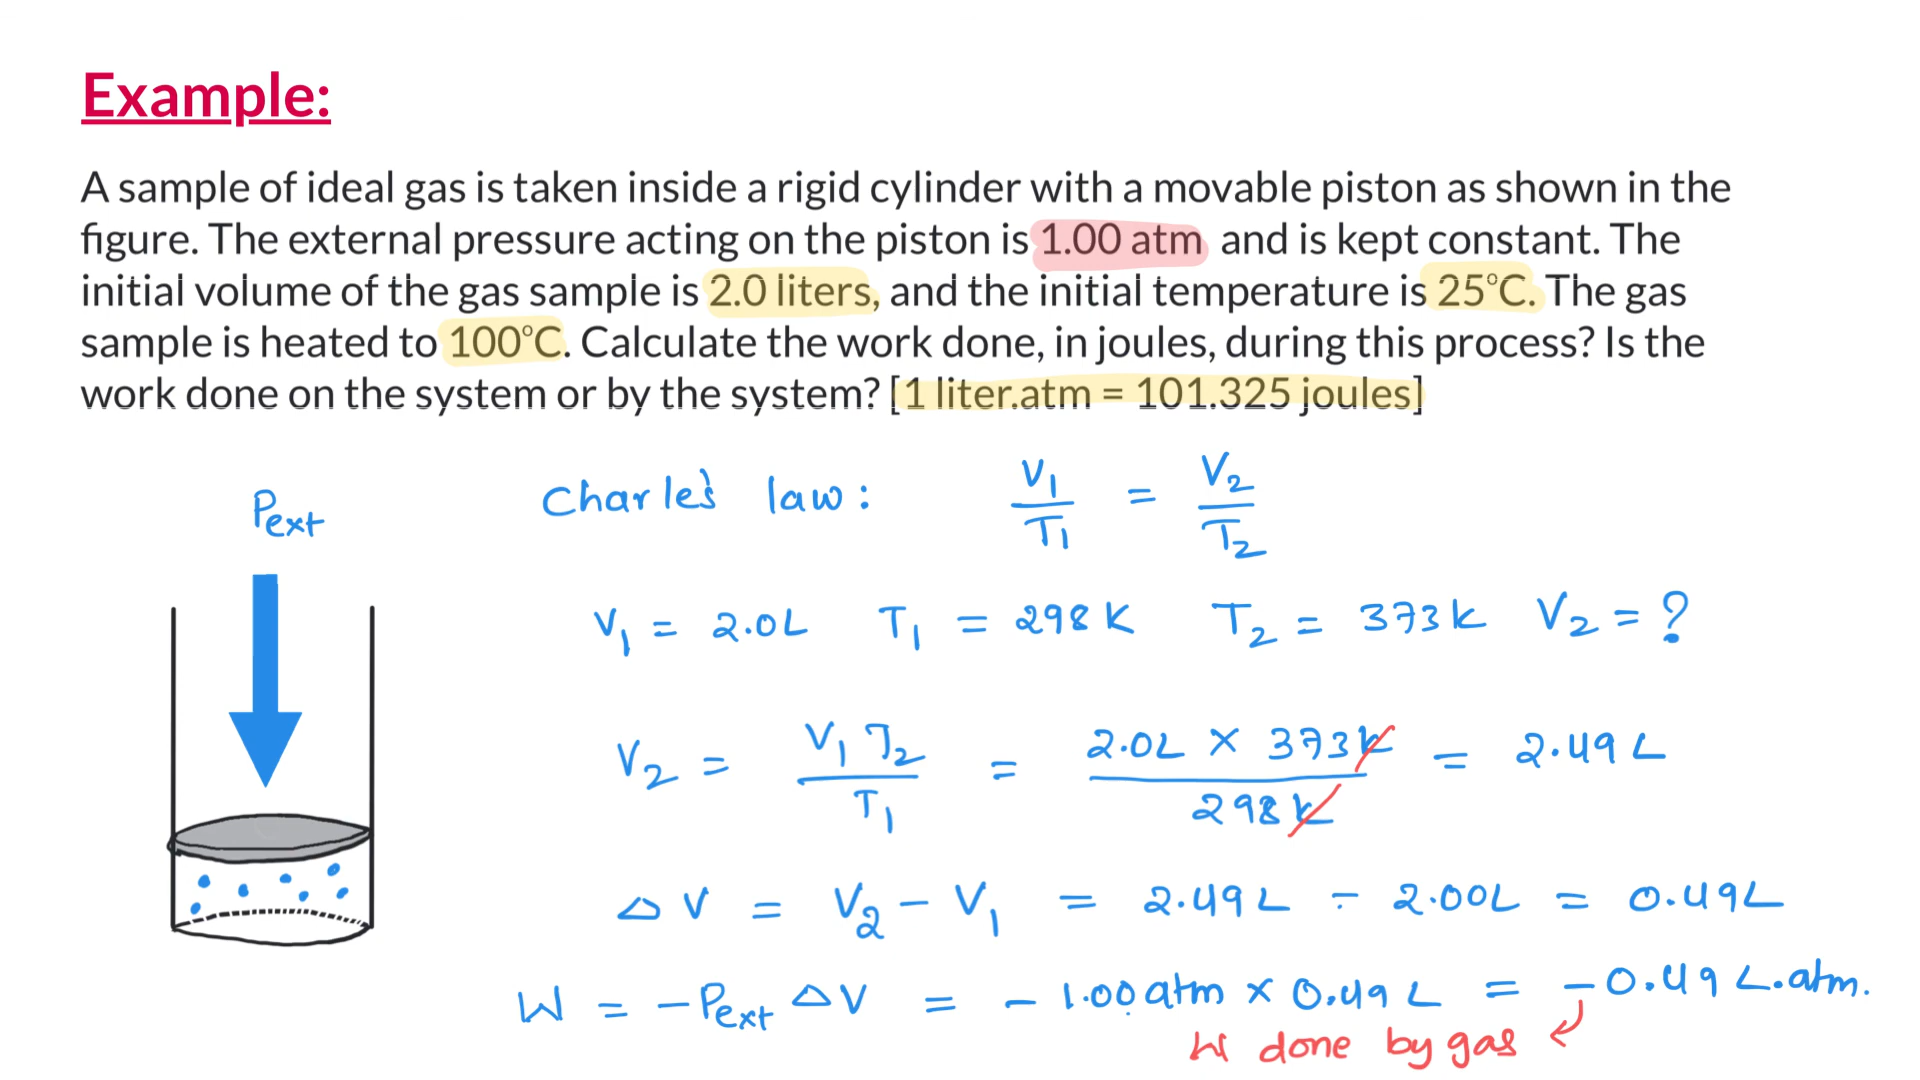 Example:
A sample of ideal gas is taken inside a rigid cylinder with a movable piston as shown in the
figure. The external pressure acting on the piston is 1.00 atm and is kept constant. The
initial volume of the gas sample is 2.0 liters, and the initial temperature is 25°C. The gas
sample is heated to 100°C. Calculate the work done, in joules, during this process? Is the
work done on the system or by the system? [1 liter.atm = 101.325 joules]
Pext
Charle's law: V₁/T₁ = V₂/T₂
V₁ = 2.0L T₁ = 298 K T₂ = 373k V₂ = ?
V₂ = V₁ T₂ / T₁ = 2.0L × 373k / 298k = 2.49 L
△V = V₂ − V₁ = 2.49L − 2.00L = 0.49L
W = −Pext △V = − 1.00 atm × 0.49 L = −0.49 L.atm.
W done by gas